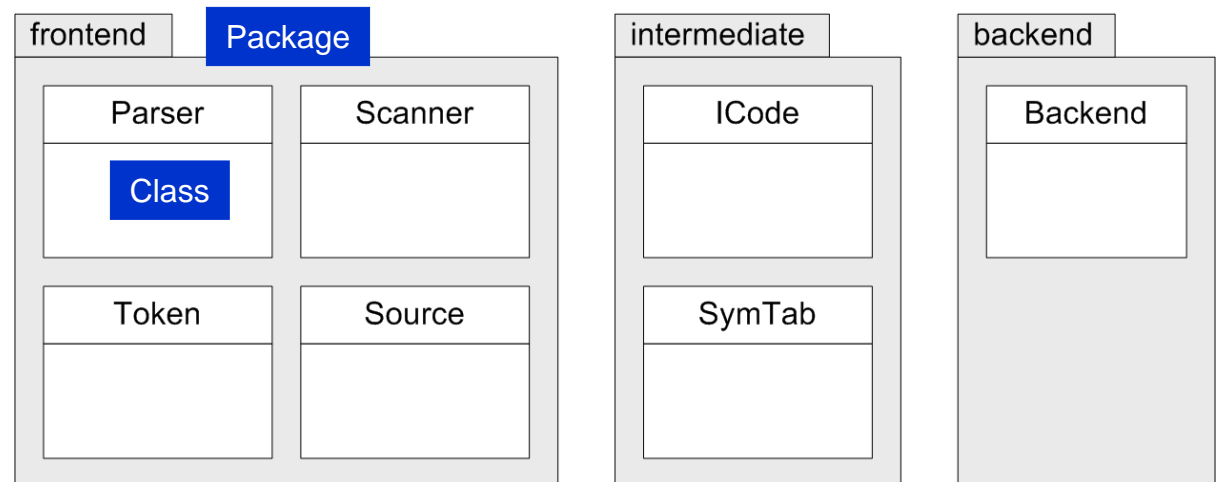 frontend
Package
Parser
Class
Scanner
Token
Source
intermediate
ICode
SymTab
backend
Backend